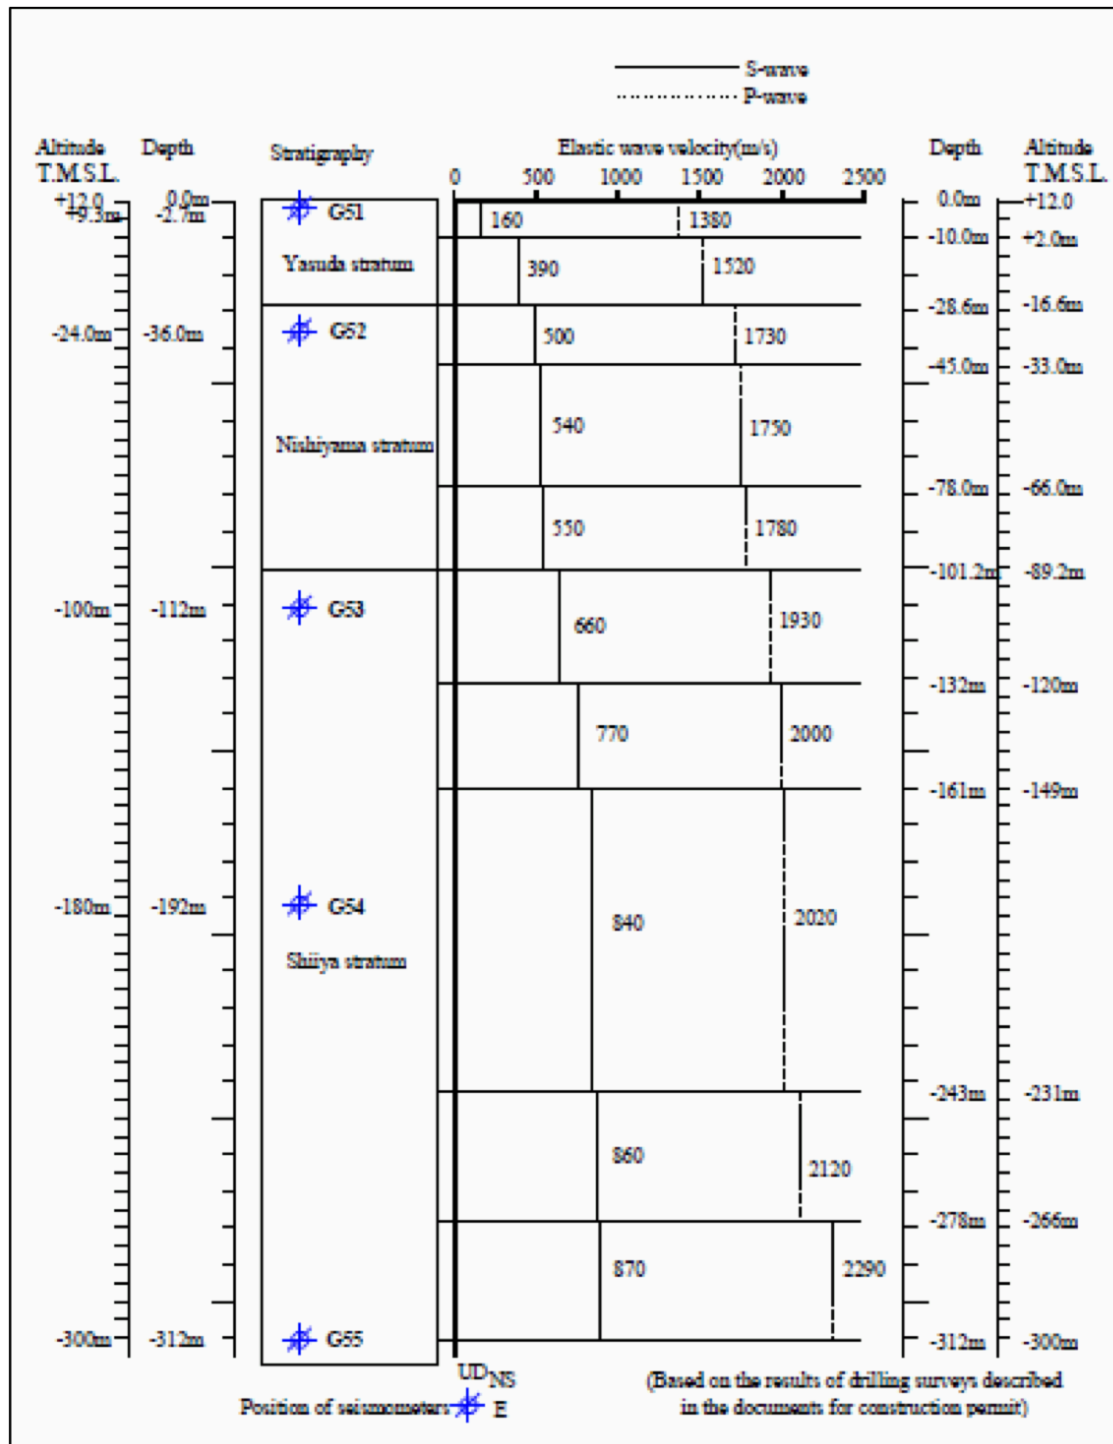 S-wave
P-wave
Altitude Depth Stratigraphy Elastic wave velocity(m/s) Depth Altitude
T.M.S.L. 0 500 1000 1500 2000 2500 T.M.S.L.
+12.0 0.0m 0.0m +12.0
+9.3m -2.7m G51 160 1380
-10.0m +2.0m
Yasuda stratum 390 1520
-28.6m -16.6m
-24.0m -36.0m G52 500 1730
-45.0m -33.0m
Nishiyama stratum 540 1750
-78.0m -66.0m
550 1780
-101.2m -89.2m
-100m -112m G53 660 1930
-132m -120m
770 2000
-161m -149m
-180m -192m G54 840 2020
Shiiya stratum
-243m -231m
860 2120
-278m -266m
870 2290
-300m -312m G55 -312m -300m
UD NS
Position of seismometers E
(Based on the results of drilling surveys described
in the documents for construction permit)